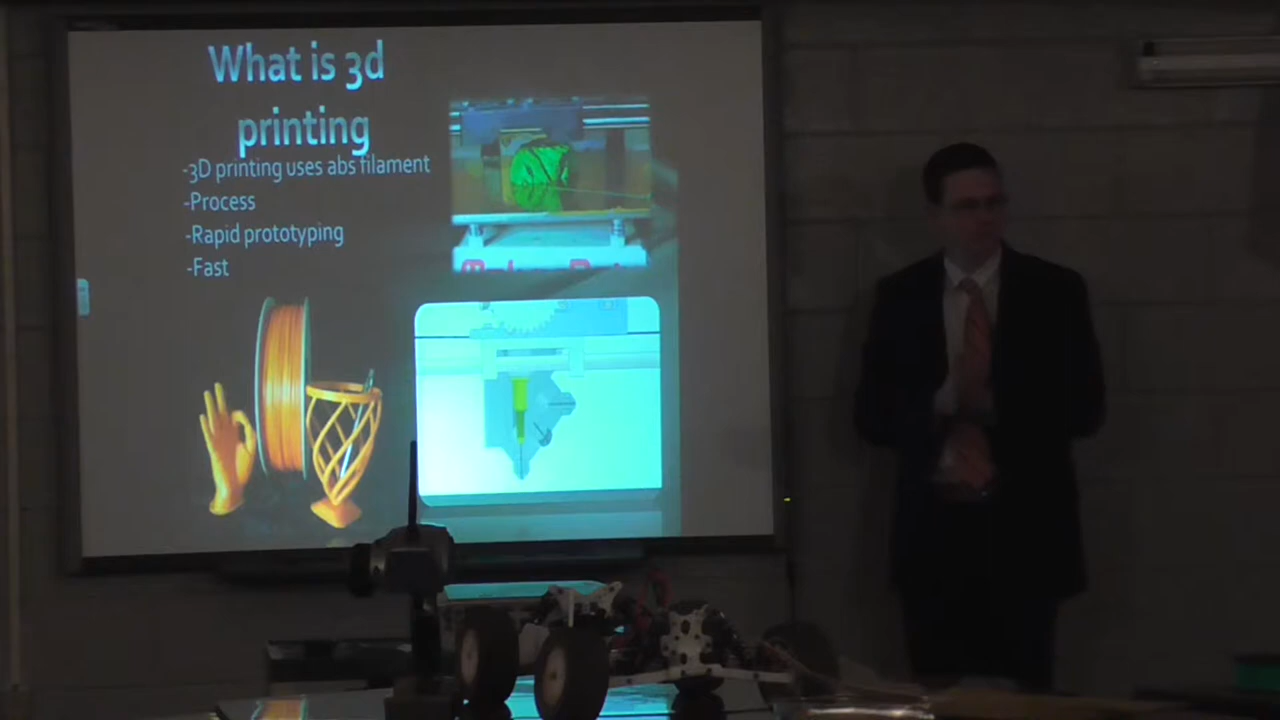 What is 3d
printing
-3D printing uses abs filament
-Process
-Rapid prototyping
-Fast